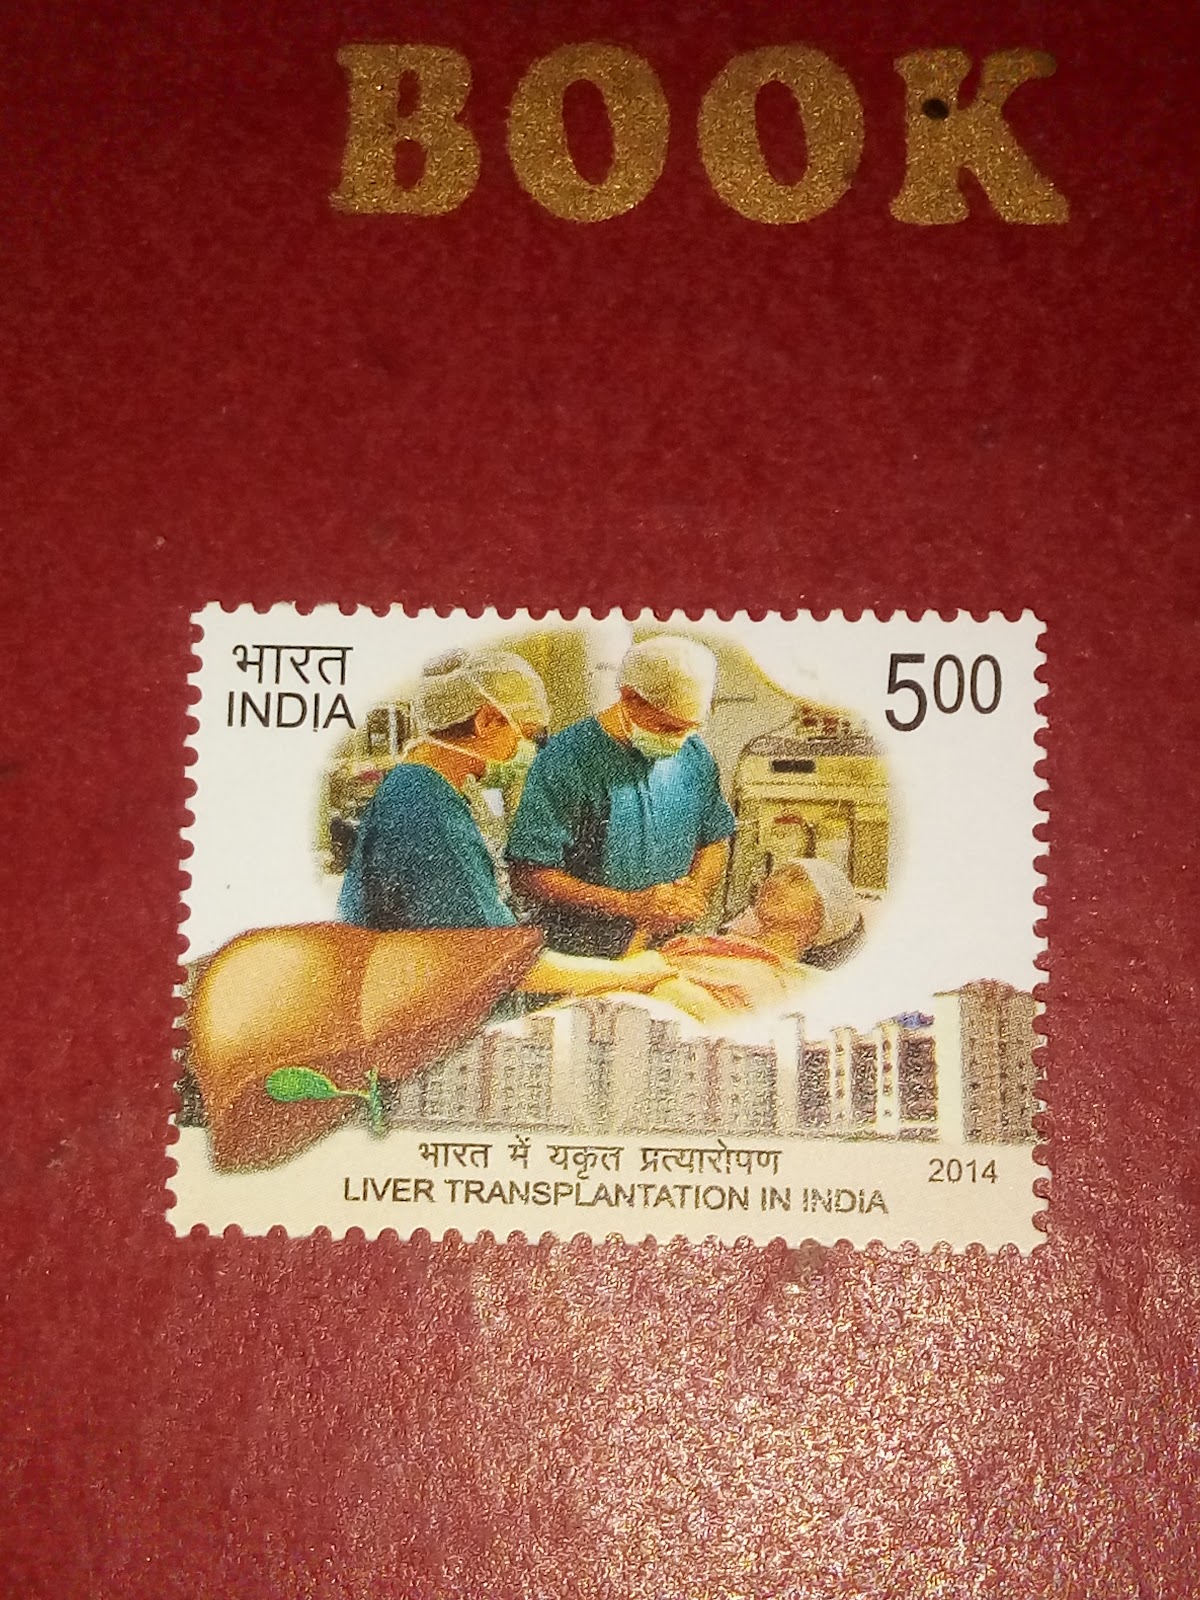 BOOK
भारत
INDIA
500
भारत में यकृत प्रत्यारोपण
LIVER TRANSPLANTATION IN INDIA
2014